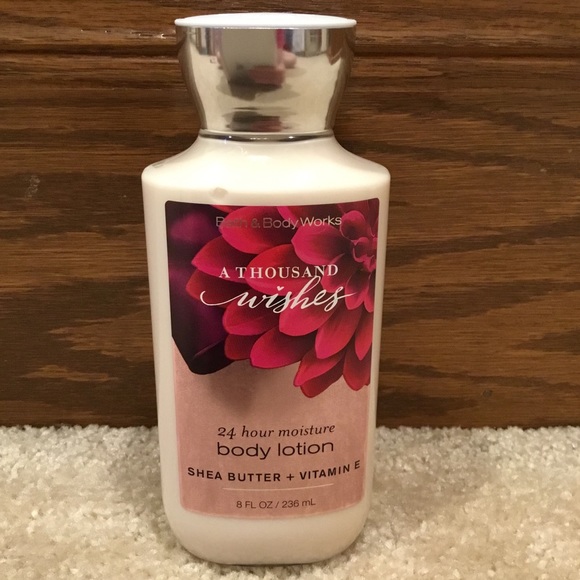 Bath & Body Works
A THOUSAND
wishes
24 hour moisture
body lotion
SHEA BUTTER + VITAMIN E
8 FL OZ / 236 mL